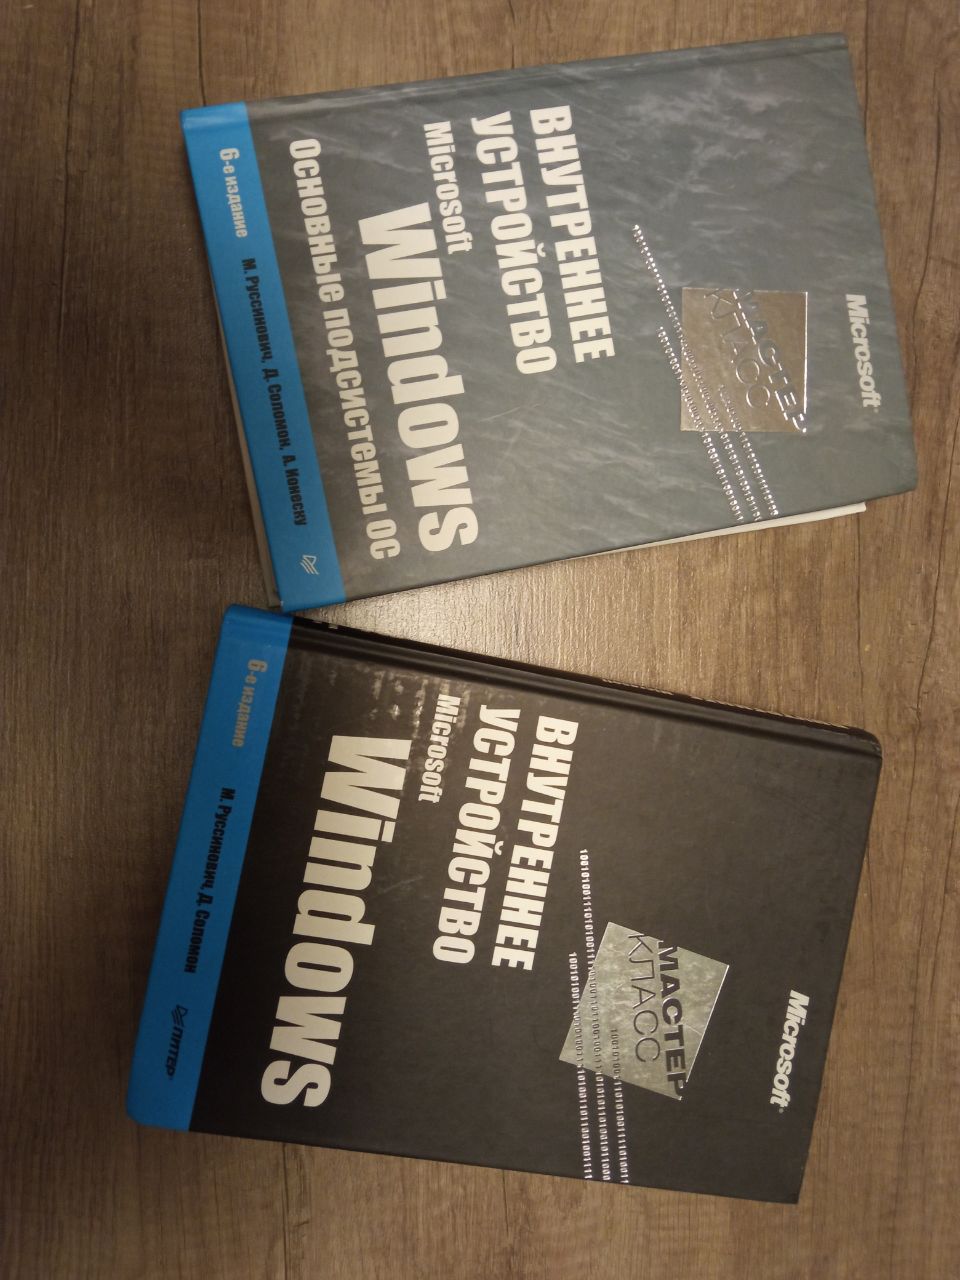 Microsoft
МАСТЕР
КЛАСС
ВНУТРЕННЕЕ
УСТРОЙСТВО
Microsoft
Windows
ОСНОВНЫЕ ПОДСИСТЕМЫ ОС
6-е издание М. Руссинович, Д. Соломон, А. Ионеску
Microsoft
МАСТЕР
КЛАСС
ВНУТРЕННЕЕ
УСТРОЙСТВО
Microsoft
Windows
6-е издание
М. Руссинович, Д. Соломон
ПИТЕР